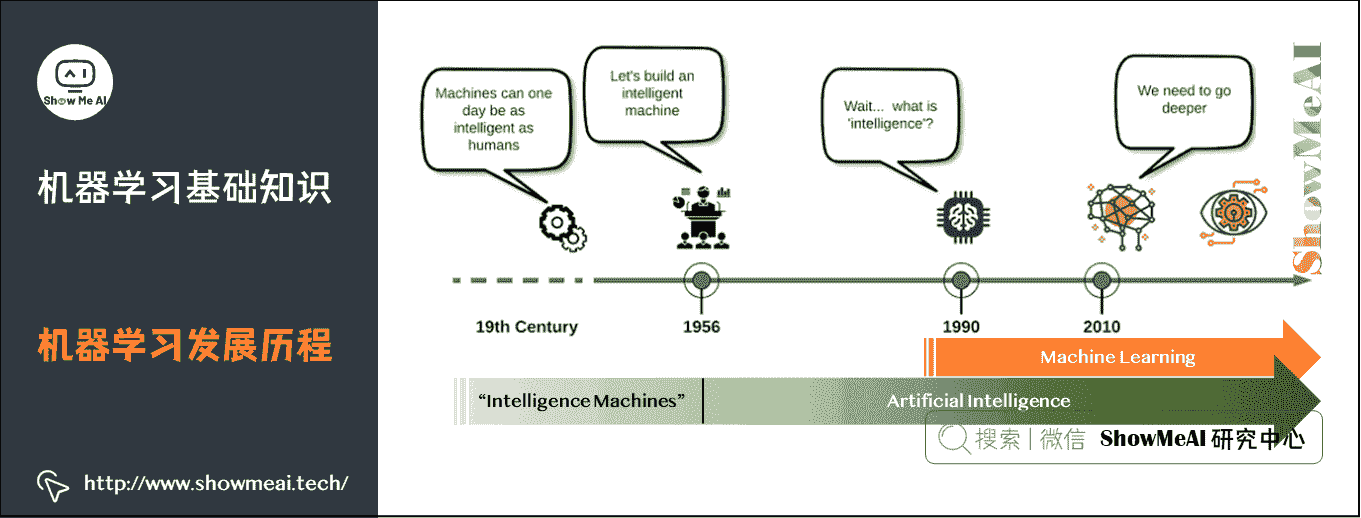 Show Me AI
机器学习基础知识
机器学习发展历程
http://www.showmeai.tech/
Machines can one
day be as
intelligent as
humans
Let's build an
intelligent
machine
Wait... what is
'intelligence'?
We need to go
deeper
ShowMeAI
19th Century
1956
1990
2010
Machine Learning
“Intelligence Machines”
Artificial Intelligence
搜索 | 微信 ShowMeAI 研究中心